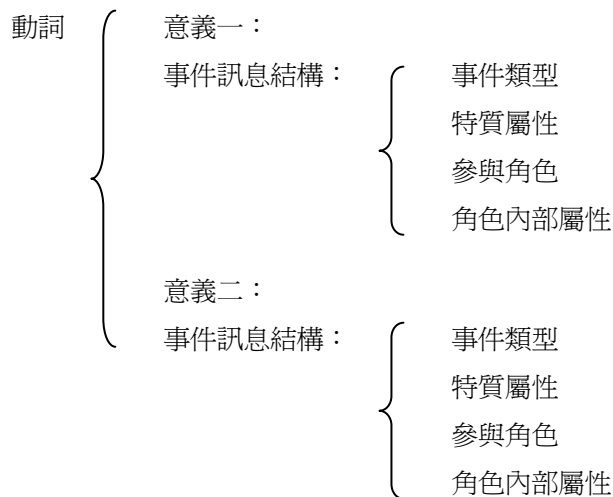 動詞 意義一：
事件訊息結構： 事件類型
特質屬性
參與角色
角色內部屬性
意義二：
事件訊息結構： 事件類型
特質屬性
參與角色
角色內部屬性